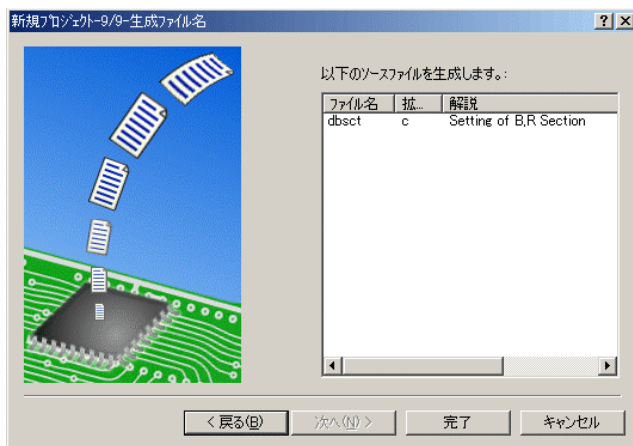 新規ﾌﾟﾛｼﾞｪｸﾄ-9/9-生成ﾌｧｲﾙ名
以下のｿｰｽﾌｧｲﾙを生成します。:
ﾌｧｲﾙ名 拡... 解説
dbsct c Setting of B,R Section
< 戻る(B) 次へ(N) > 完了 キャンセル